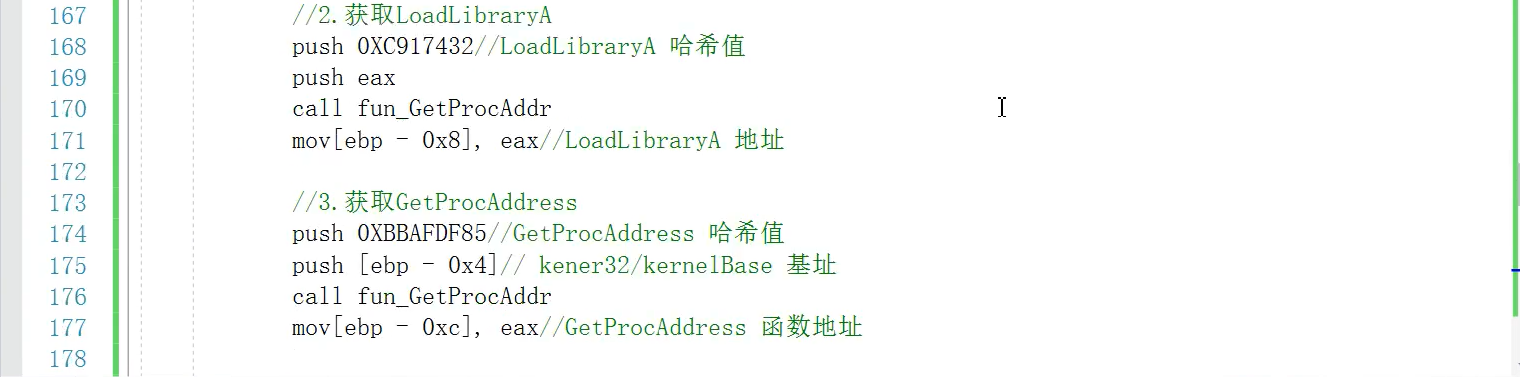 167 //2.获取LoadLibraryA
168 push 0XC917432//LoadLibraryA 哈希值
169 push eax
170 call fun_GetProcAddr
171 mov[ebp - 0x8], eax//LoadLibraryA 地址
172
173 //3.获取GetProcAddress
174 push 0XBBAFDF85//GetProcAddress 哈希值
175 push [ebp - 0x4]// kener32/kernelBase 基址
176 call fun_GetProcAddr
177 mov[ebp - 0xc], eax//GetProcAddress 函数地址
178